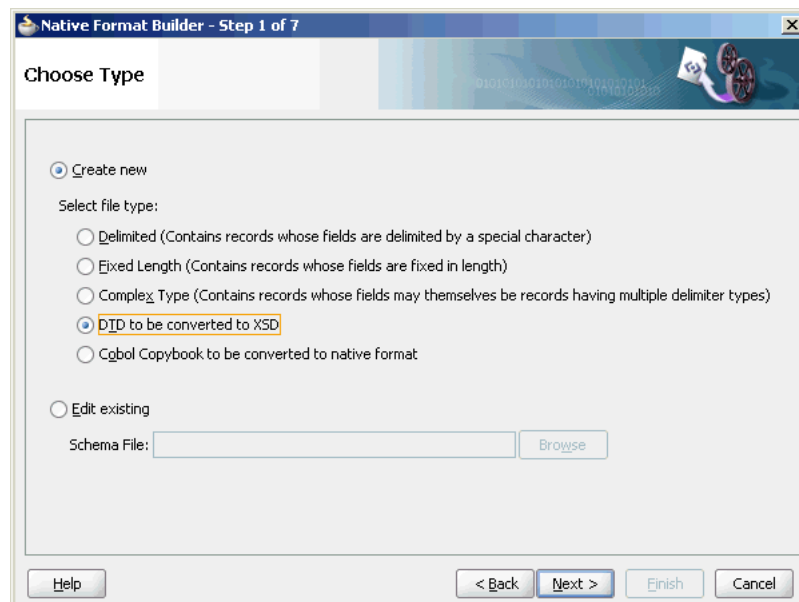 Native Format Builder - Step 1 of 7
Choose Type
Create new
Select file type:
Delimited (Contains records whose fields are delimited by a special character)
Fixed Length (Contains records whose fields are fixed in length)
Complex Type (Contains records whose fields may themselves be records having multiple delimiter types)
DTD to be converted to XSD
Cobol Copybook to be converted to native format
Edit existing
Schema File: Browse
Help < Back Next > Finish Cancel